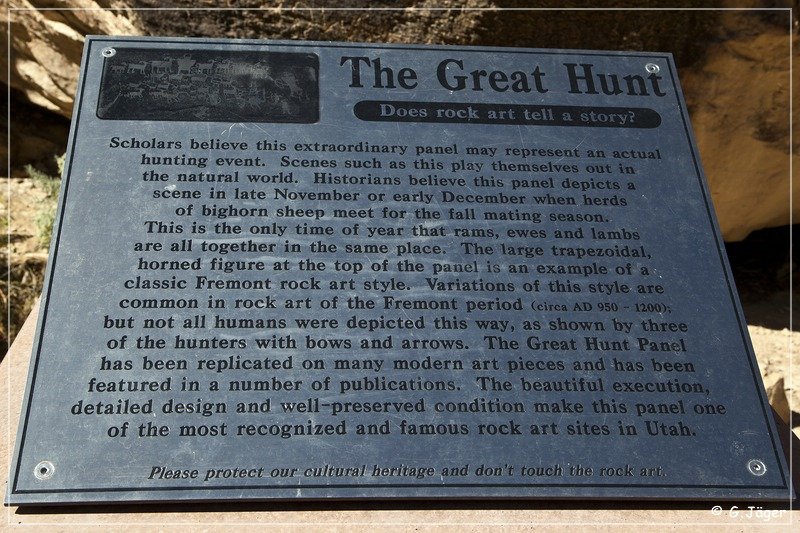 The Great Hunt
Does rock art tell a story?
Scholars believe this extraordinary panel may represent an actual
hunting event. Scenes such as this play themselves out in
the natural world. Historians believe this panel depicts a
scene in late November or early December when herds
of bighorn sheep meet for the fall mating season.
This is the only time of year that rams, ewes and lambs
are all together in the same place. The large trapezoidal,
horned figure at the top of the panel is an example of a
classic Fremont rock art style. Variations of this style are
common in rock art of the Fremont period (circa AD 950 - 1200);
but not all humans were depicted this way, as shown by three
of the hunters with bows and arrows. The Great Hunt Panel
has been replicated on many modern art pieces and has been
featured in a number of publications. The beautiful execution,
detailed design and well-preserved condition make this panel one
of the most recognized and famous rock art sites in Utah.
Please protect our cultural heritage and don't touch the rock art.
© G. Jäger